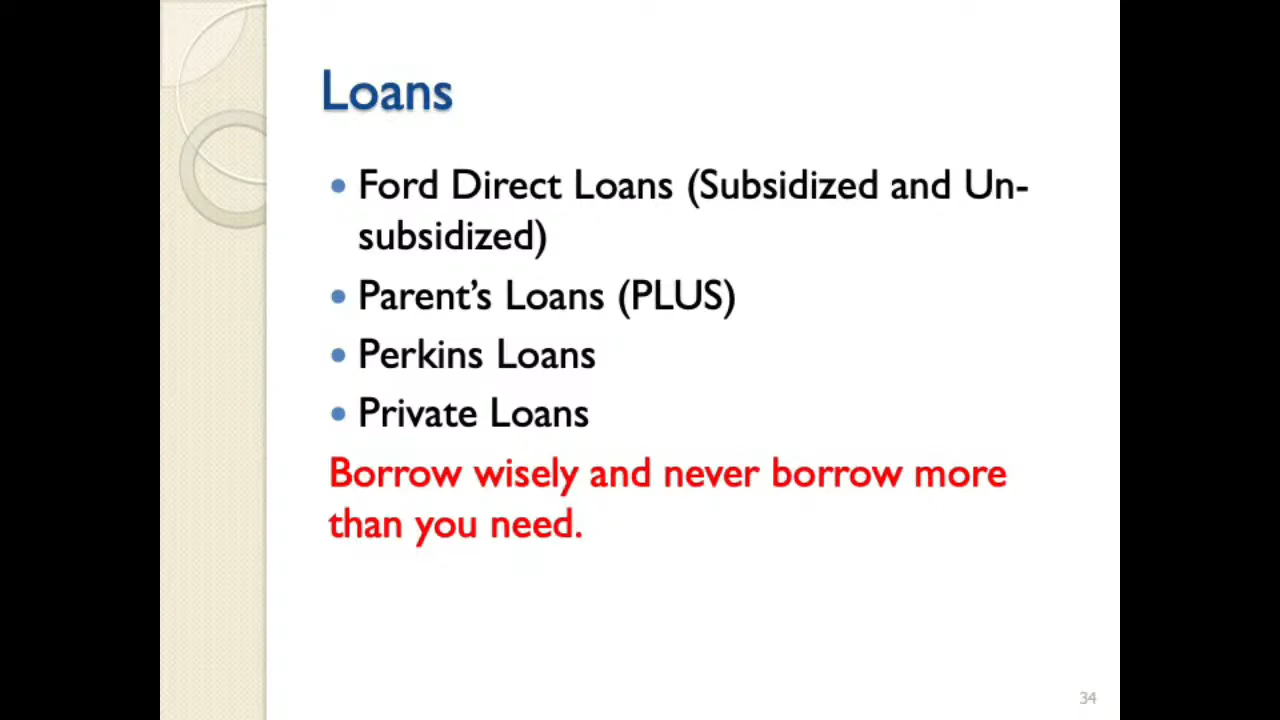 Loans
• Ford Direct Loans (Subsidized and Un-
subsidized)
• Parent’s Loans (PLUS)
• Perkins Loans
• Private Loans
Borrow wisely and never borrow more
than you need.
34